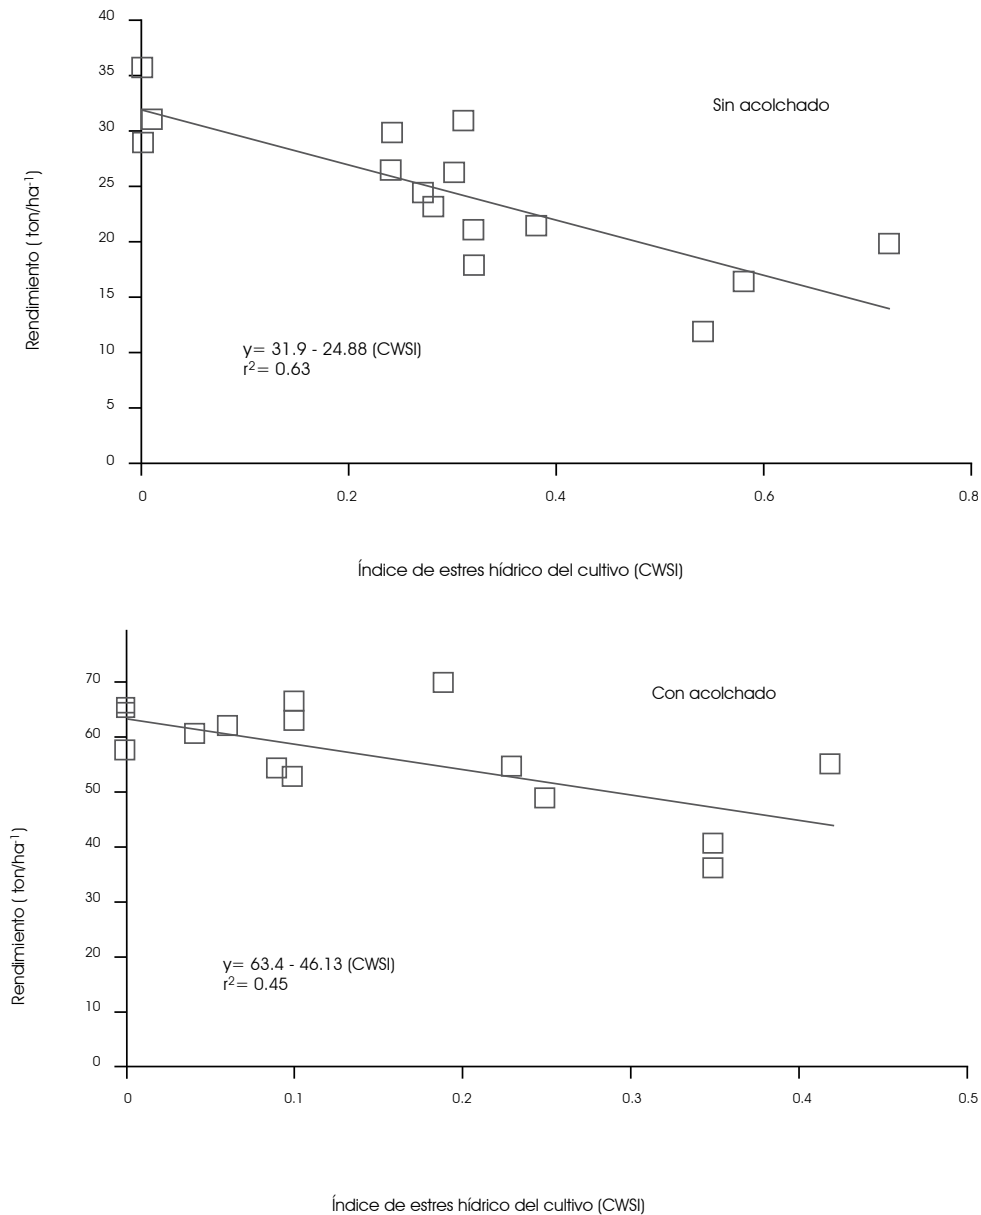 40
35
Sin acolchado
30
25
20
15
10
5
0
Rendimiento ( ton/ha⁻¹)
y= 31.9 - 24.88 (CWSI)
r²= 0.63
0 0.2 0.4 0.6 0.8
Índice de estres hídrico del cultivo (CWSI)
70
Con acolchado
60
50
40
30
20
10
0
Rendimiento ( ton/ha⁻¹)
y= 63.4 - 46.13 (CWSI)
r²= 0.45
0 0.1 0.2 0.3 0.4 0.5
Índice de estres hídrico del cultivo (CWSI)